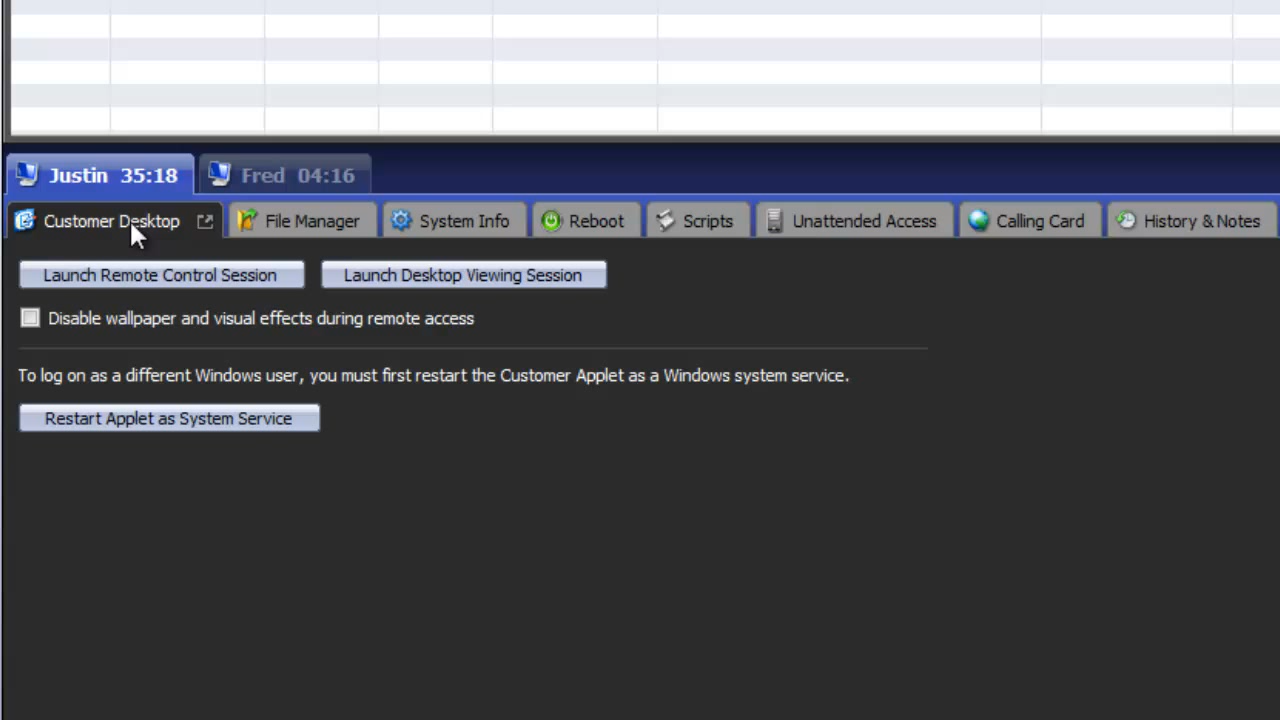 Justin 35:18 Fred 04:16
Customer Desktop File Manager System Info Reboot Scripts Unattended Access Calling Card History & Notes
Launch Remote Control Session Launch Desktop Viewing Session
Disable wallpaper and visual effects during remote access
To log on as a different Windows user, you must first restart the Customer Applet as a Windows system service.
Restart Applet as System Service